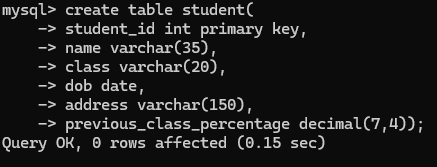 mysql> create table student(
    -> student_id int primary key,
    -> name varchar(35),
    -> class varchar(20),
    -> dob date,
    -> address varchar(150),
    -> previous_class_percentage decimal(7,4));
Query OK, 0 rows affected (0.15 sec)